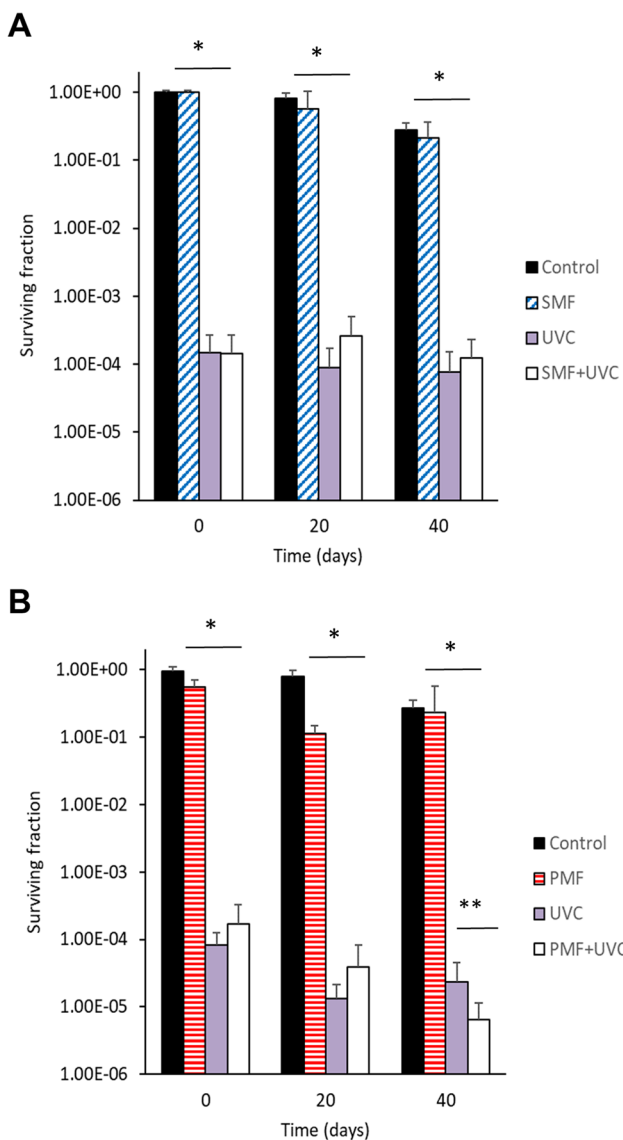 A
* * *
1.00E+00
1.00E-01
1.00E-02
1.00E-03
1.00E-04
1.00E-05
1.00E-06
Surviving fraction
0 20 40
Time (days)
Control
SMF
UVC
SMF+UVC
B
* * *
1.00E+00
1.00E-01
1.00E-02
1.00E-03
1.00E-04
1.00E-05
1.00E-06
Surviving fraction
**
0 20 40
Time (days)
Control
PMF
UVC
PMF+UVC